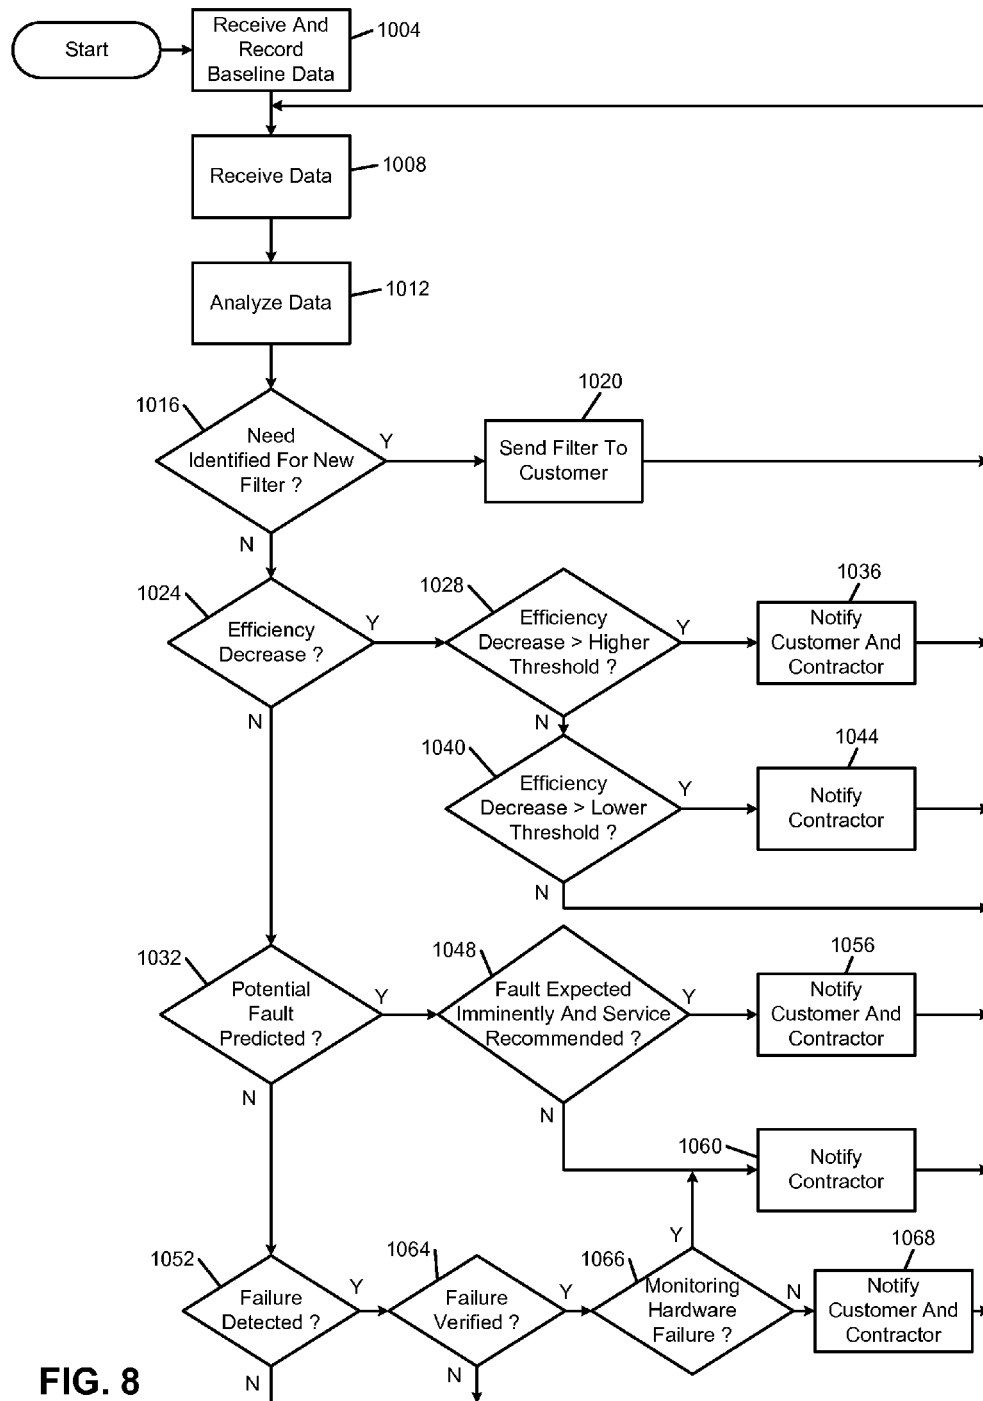 Start
Receive And
Record
Baseline Data
1004
Receive Data
1008
Analyze Data
1012
1016
Need
Identified For New
Filter ?
Y
N
1020
Send Filter To
Customer
1024
Efficiency
Decrease ?
Y
N
1028
Efficiency
Decrease > Higher
Threshold ?
Y
N
1036
Notify
Customer And
Contractor
1040
Efficiency
Decrease > Lower
Threshold ?
Y
N
1044
Notify
Contractor
1032
Potential
Fault
Predicted ?
Y
N
1048
Fault Expected
Imminently And Service
Recommended ?
Y
N
1056
Notify
Customer And
Contractor
1060
Notify
Contractor
1052
Failure
Detected ?
Y
N
1064
Failure
Verified ?
Y
N
1066
Monitoring
Hardware
Failure ?
Y
N
1068
Notify
Customer And
Contractor
FIG. 8